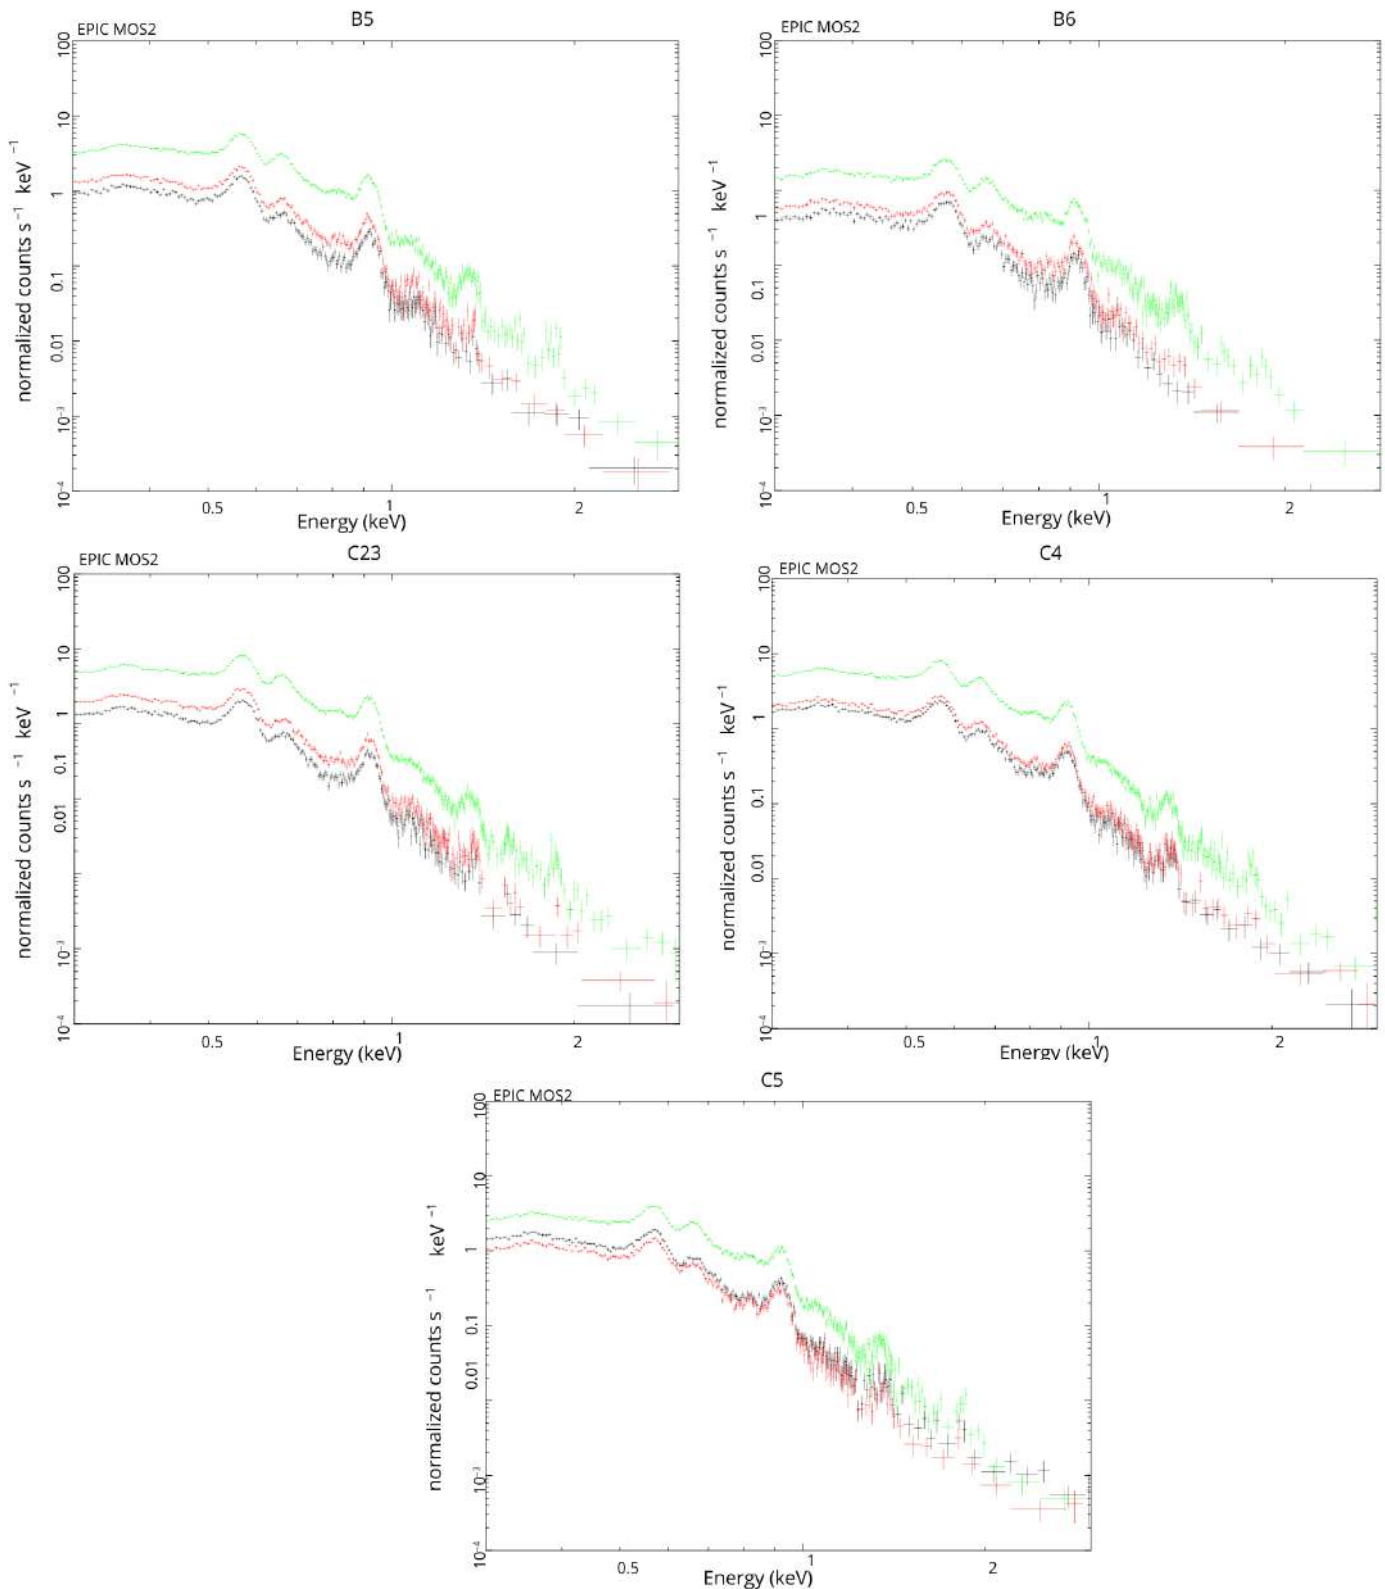 B5
EPIC MOS2
100
10
1
0.1
0.01
10⁻³
10⁻⁴
normalized counts s⁻¹ keV⁻¹
0.5
1
2
Energy (keV)
B6
EPIC MOS2
100
10
1
0.1
0.01
10⁻³
10⁻⁴
normalized counts s⁻¹ keV⁻¹
0.5
1
2
Energy (keV)
C23
EPIC MOS2
100
10
1
0.1
0.01
10⁻³
10⁻⁴
normalized counts s⁻¹ keV⁻¹
0.5
1
2
Energy (keV)
C4
EPIC MOS2
100
10
1
0.1
0.01
10⁻³
10⁻⁴
normalized counts s⁻¹ keV⁻¹
0.5
1
2
Energy (keV)
C5
EPIC MOS2
100
10
1
0.1
0.01
10⁻³
10⁻⁴
normalized counts s⁻¹ keV⁻¹
0.5
1
2
Energy (keV)